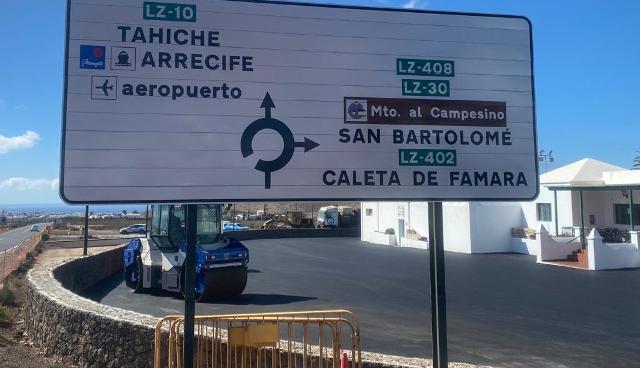 LZ-10
TAHICHE
ARRECIFE
aeropuerto
LZ-408
LZ-30
Mto. al Campesino
SAN BARTOLOMÉ
LZ-402
CALETA DE FAMARA